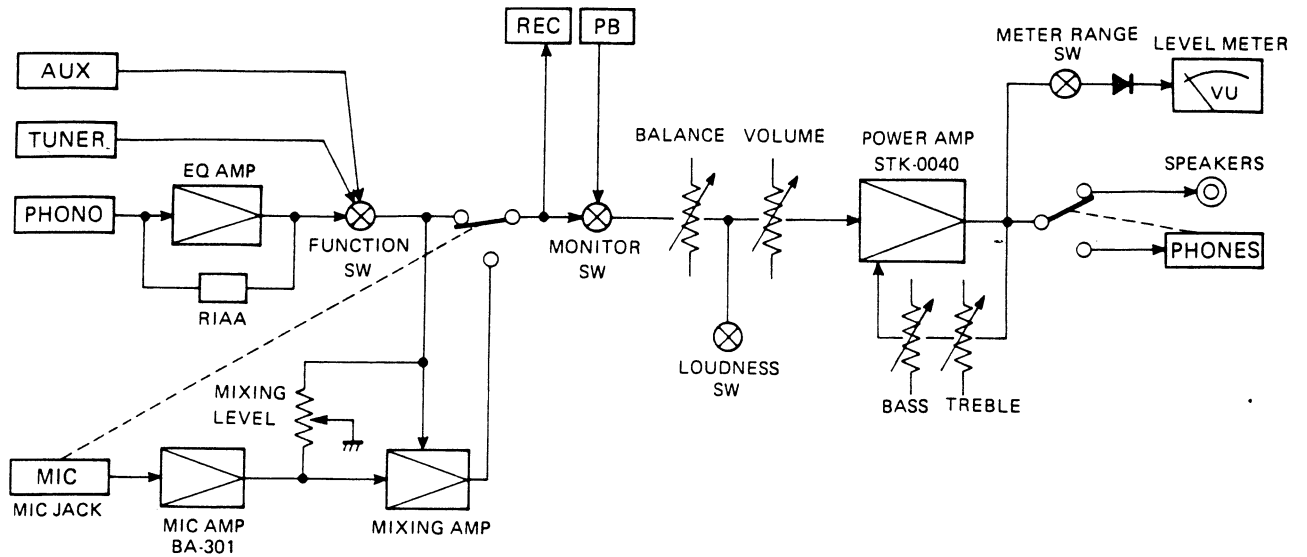 REC
PB
METER RANGE
SW
LEVEL METER
VU
AUX
TUNER
PHONO
EQ AMP
RIAA
FUNCTION
SW
MONITOR
SW
BALANCE
VOLUME
LOUDNESS
SW
POWER AMP
STK-0040
SPEAKERS
PHONES
BASS
TREBLE
MIXING
LEVEL
MIC
MIC JACK
MIC AMP
BA-301
MIXING AMP